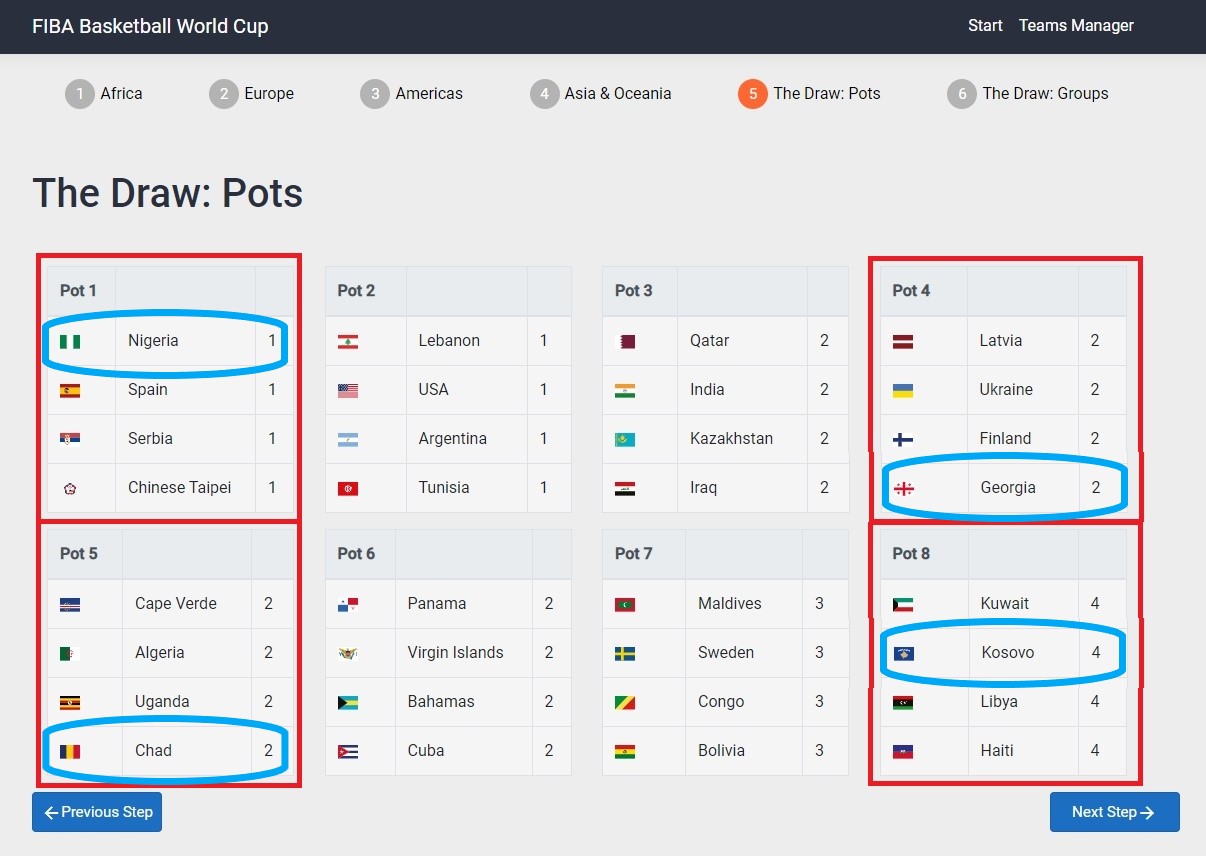 FIBA Basketball World Cup Start Teams Manager
1 Africa 2 Europe 3 Americas 4 Asia & Oceania 5 The Draw: Pots 6 The Draw: Groups
The Draw: Pots
Pot 1
Nigeria 1
Spain 1
Serbia 1
Chinese Taipei 1
Pot 2
Lebanon 1
USA 1
Argentina 1
Tunisia 1
Pot 3
Qatar 2
India 2
Kazakhstan 2
Iraq 2
Pot 4
Latvia 2
Ukraine 2
Finland 2
Georgia 2
Pot 5
Cape Verde 2
Algeria 2
Uganda 2
Chad 2
Pot 6
Panama 2
Virgin Islands 2
Bahamas 2
Cuba 2
Pot 7
Maldives 3
Sweden 3
Congo 3
Bolivia 3
Pot 8
Kuwait 4
Kosovo 4
Libya 4
Haiti 4
Previous Step Next Step